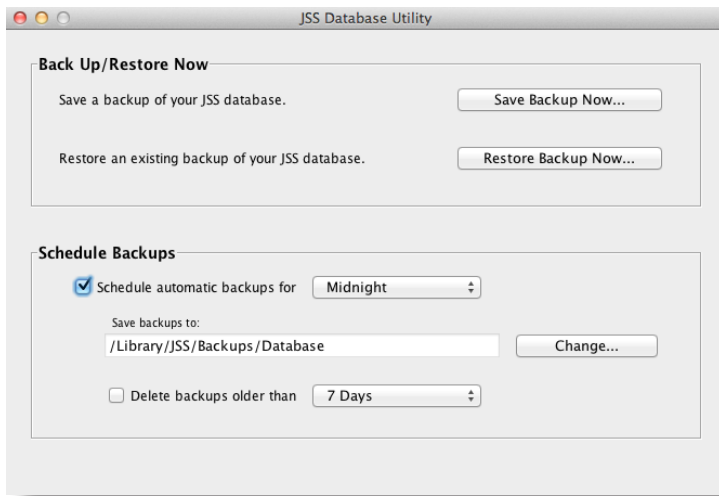 JSS Database Utility
Back Up/Restore Now
Save a backup of your JSS database.
Save Backup Now...
Restore an existing backup of your JSS database.
Restore Backup Now...
Schedule Backups
Schedule automatic backups for
Midnight
Save backups to:
/Library/JSS/Backups/Database
Change...
Delete backups older than
7 Days